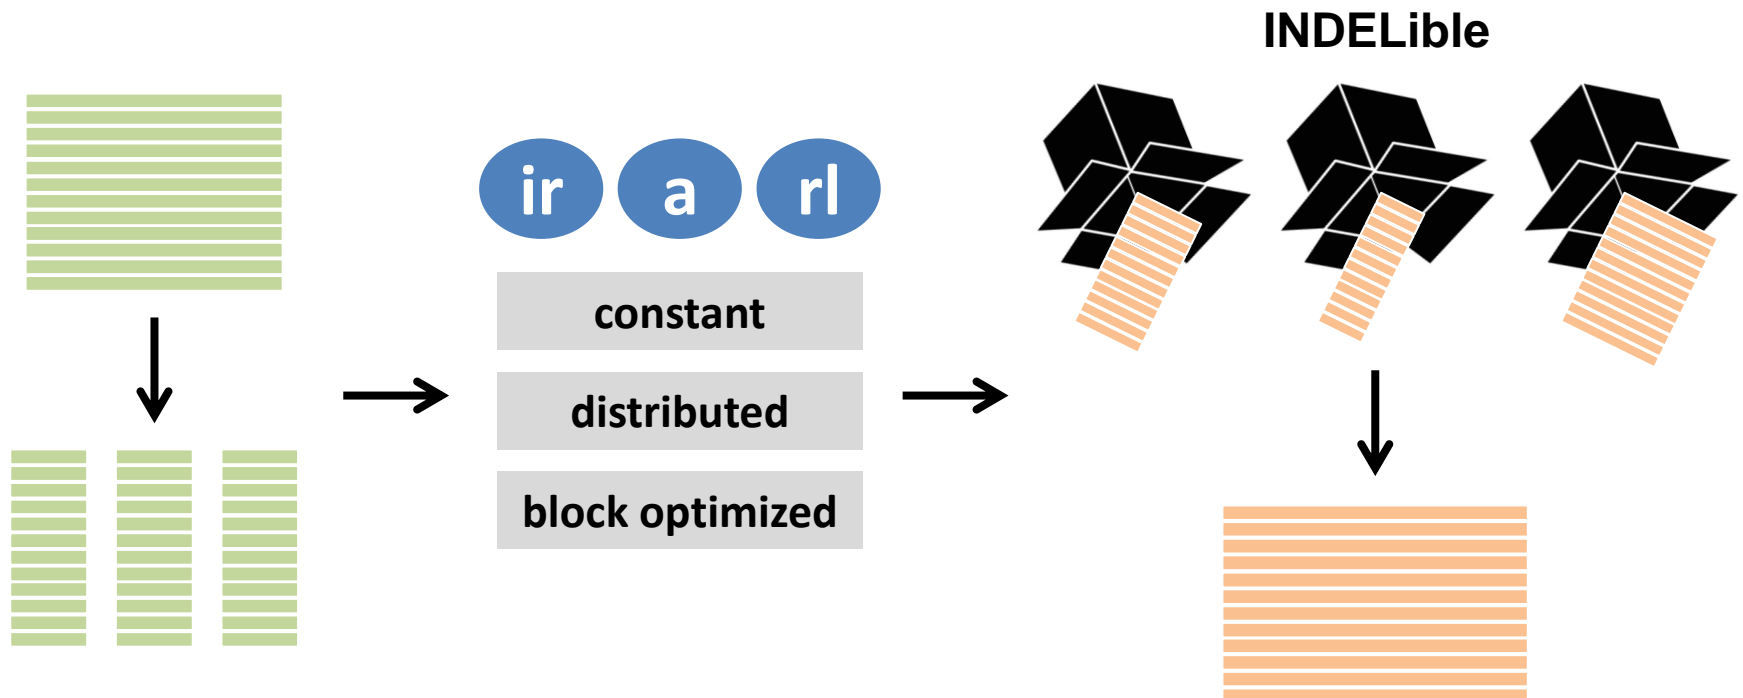 INDELible
ir a rl
constant
distributed
block optimized